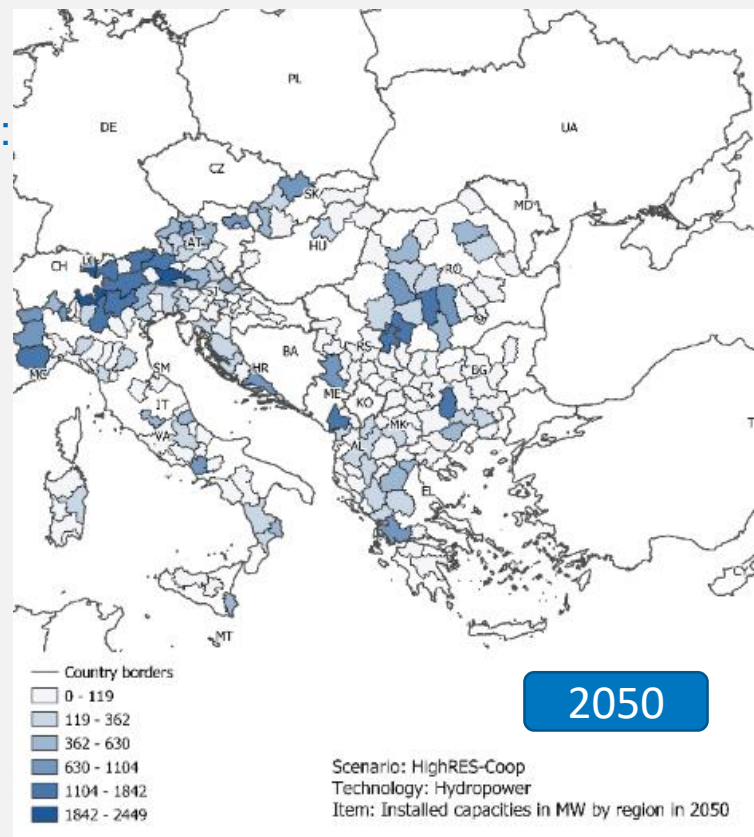 :
PL
DE
UA
CZ
SK
MD
AT
HU
CH
LI
RO
SI
RS
BA
HR
SM
MC
ME
BG
KO
IT
VA
MK
AL
T
EL
MT
Country borders
0 - 119
119 - 362
362 - 630
630 - 1104
1104 - 1842
1842 - 2449
2050
Scenario: HighRES-Coop
Technology: Hydropower
Item: Installed capacities in MW by region in 2050